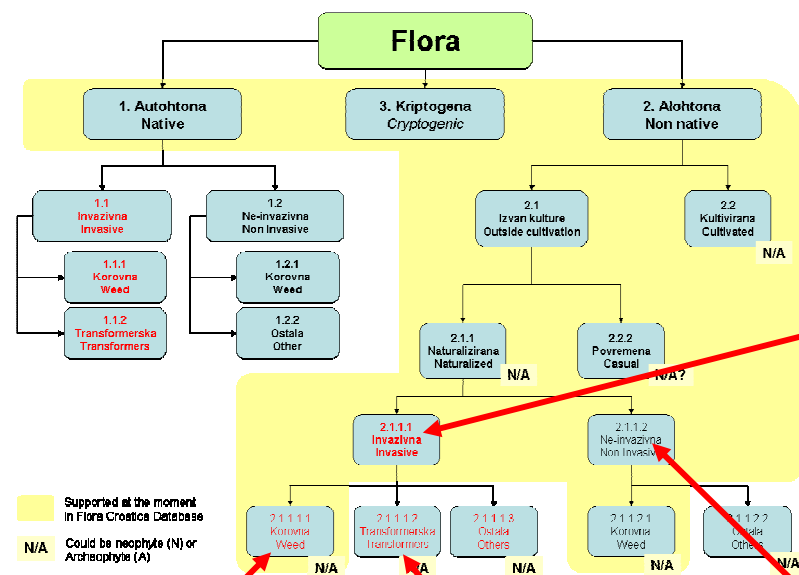 Flora
1. Autohtona
Native
3. Kriptogena
Cryptogenic
2. Alohtona
Non native
1.1
Invazivna
Invasive
1.2
Ne-invazivna
Non Invasive
2.1
Izvan kulture
Outside cultivation
2.2
Kultivirana
Cultivated
N/A
1.1.1
Korovna
Weed
1.2.1
Korovna
Weed
1.1.2
Transformerska
Transformers
1.2.2
Ostala
Other
2.1.1
Naturalizirana
Naturalized
N/A
2.2.2
Povremena
Casual
N/A?
2.1.1.1
Invazivna
Invasive
2.1.1.2
Ne-invazivna
Non Invasive
2.1.1.1.1
Korovna
Weed
N/A
2.1.1.1.2
Transformerska
Transformers
N/A
2.1.1.1.3
Ostala
Others
N/A
2.1.1.2.1
Korovna
Weed
N/A
2.1.1.2.2
Ostala
Others
N/A
Supported at the moment
in Flora Croatica Database
N/A
Could be neophyte (N) or
Archaeophyte (A)